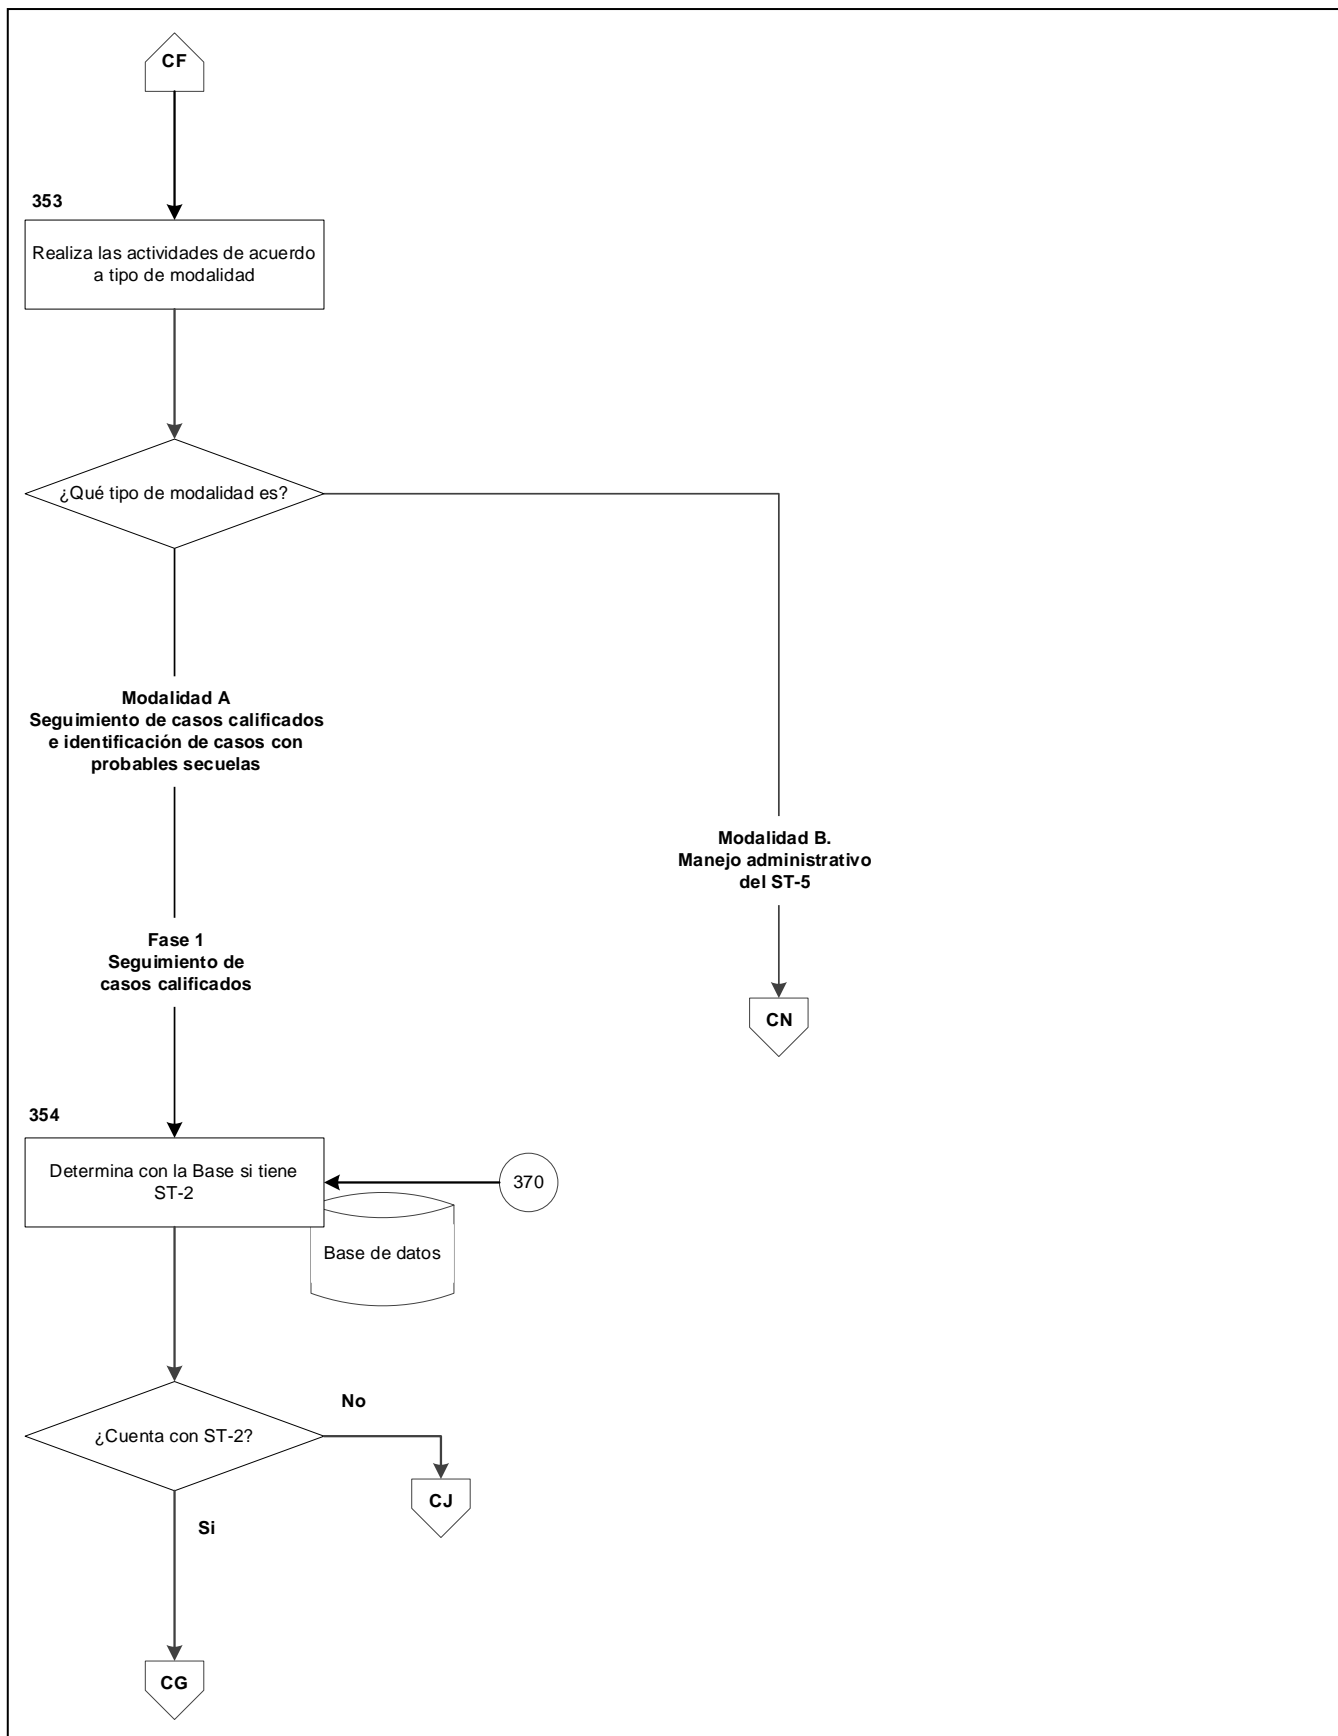 CF
353
Realiza las actividades de acuerdo
a tipo de modalidad
¿Qué tipo de modalidad es?
Modalidad A
Seguimiento de casos calificados
e identificación de casos con
probables secuelas
Modalidad B.
Manejo administrativo
del ST-5
Fase 1
Seguimiento de
casos calificados
CN
354
Determina con la Base si tiene
ST-2
370
Base de datos
No
¿Cuenta con ST-2?
CJ
Si
CG